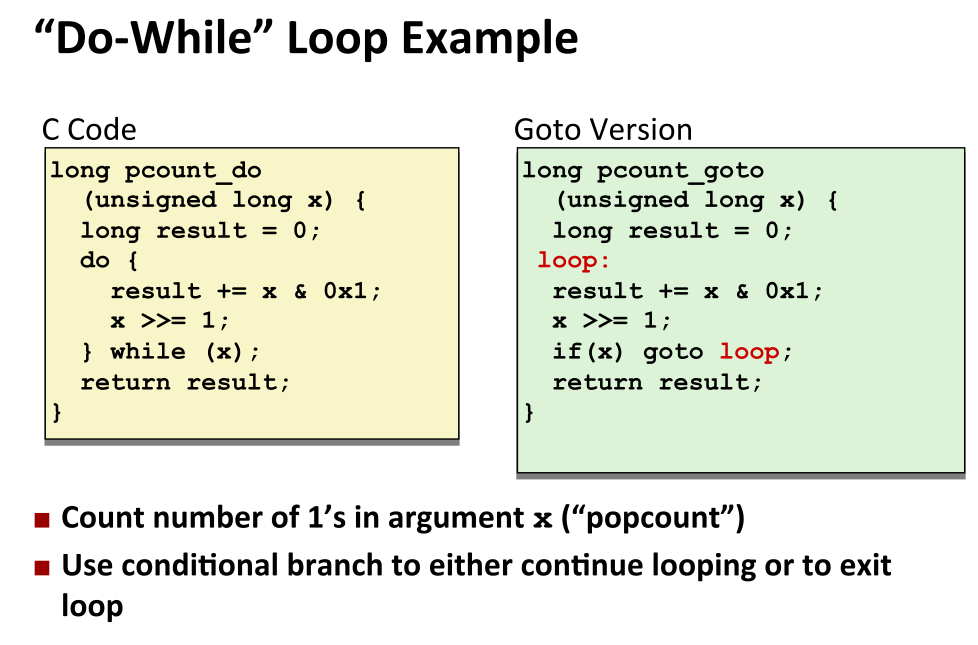 “Do-While” Loop Example
C Code
long pcount_do
  (unsigned long x) {
  long result = 0;
  do {
    result += x & 0x1;
    x >>= 1;
  } while (x);
  return result;
}
Goto Version
long pcount_goto
  (unsigned long x) {
  long result = 0;
 loop:
  result += x & 0x1;
  x >>= 1;
  if(x) goto loop;
  return result;
}
■ Count number of 1’s in argument x (“popcount”)
■ Use conditional branch to either continue looping or to exit
loop